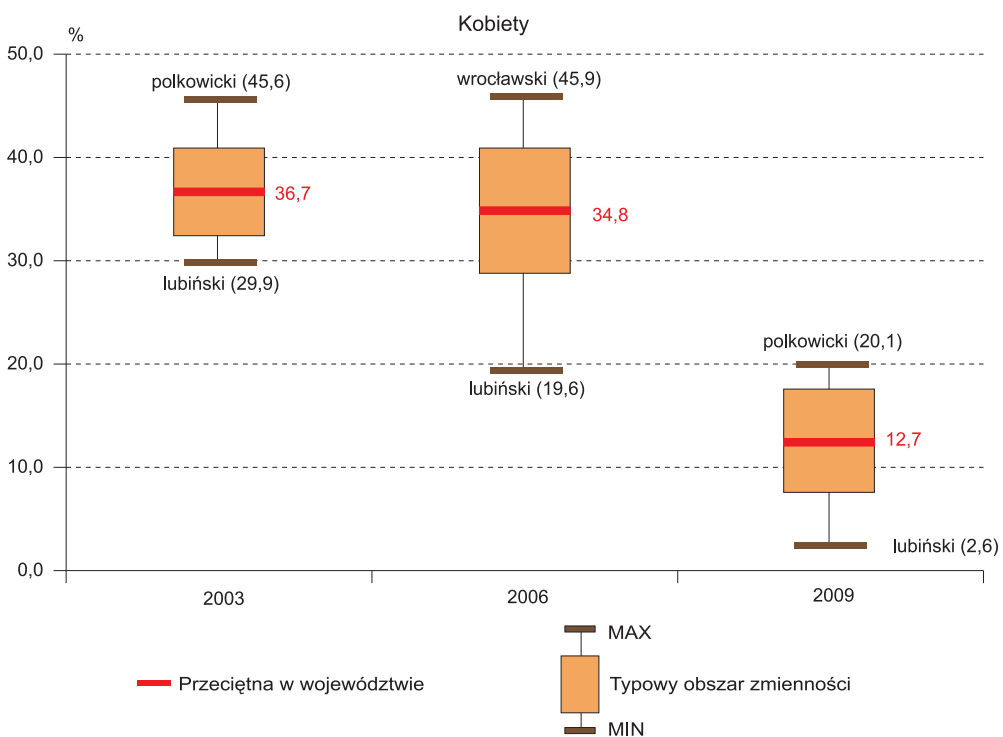 Kobiety
%
50,0
polkowicki (45,6)
wrocławski (45,9)
40,0
36,7
34,8
30,0
lubiński (29,9)
polkowicki (20,1)
20,0
lubiński (19,6)
12,7
10,0
lubiński (2,6)
0,0
2003
2006
2009
MAX
Przeciętna w województwie
Typowy obszar zmienności
MIN